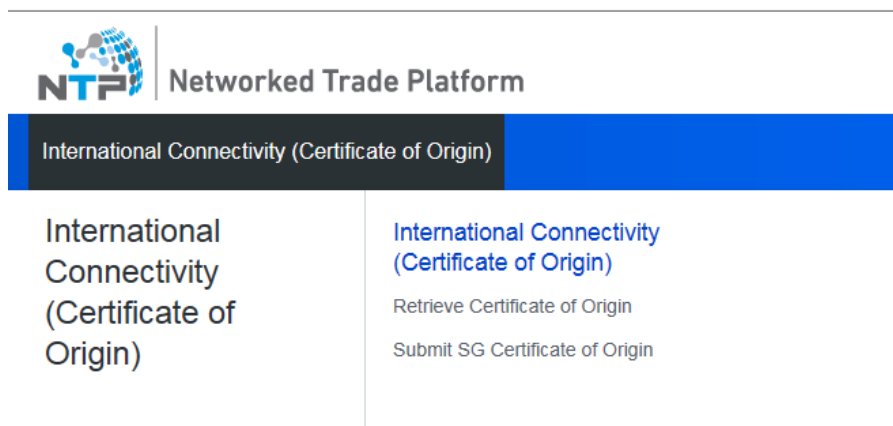 NTP
Networked Trade Platform
International Connectivity (Certificate of Origin)
International
Connectivity
(Certificate of
Origin)
International Connectivity
(Certificate of Origin)
Retrieve Certificate of Origin
Submit SG Certificate of Origin